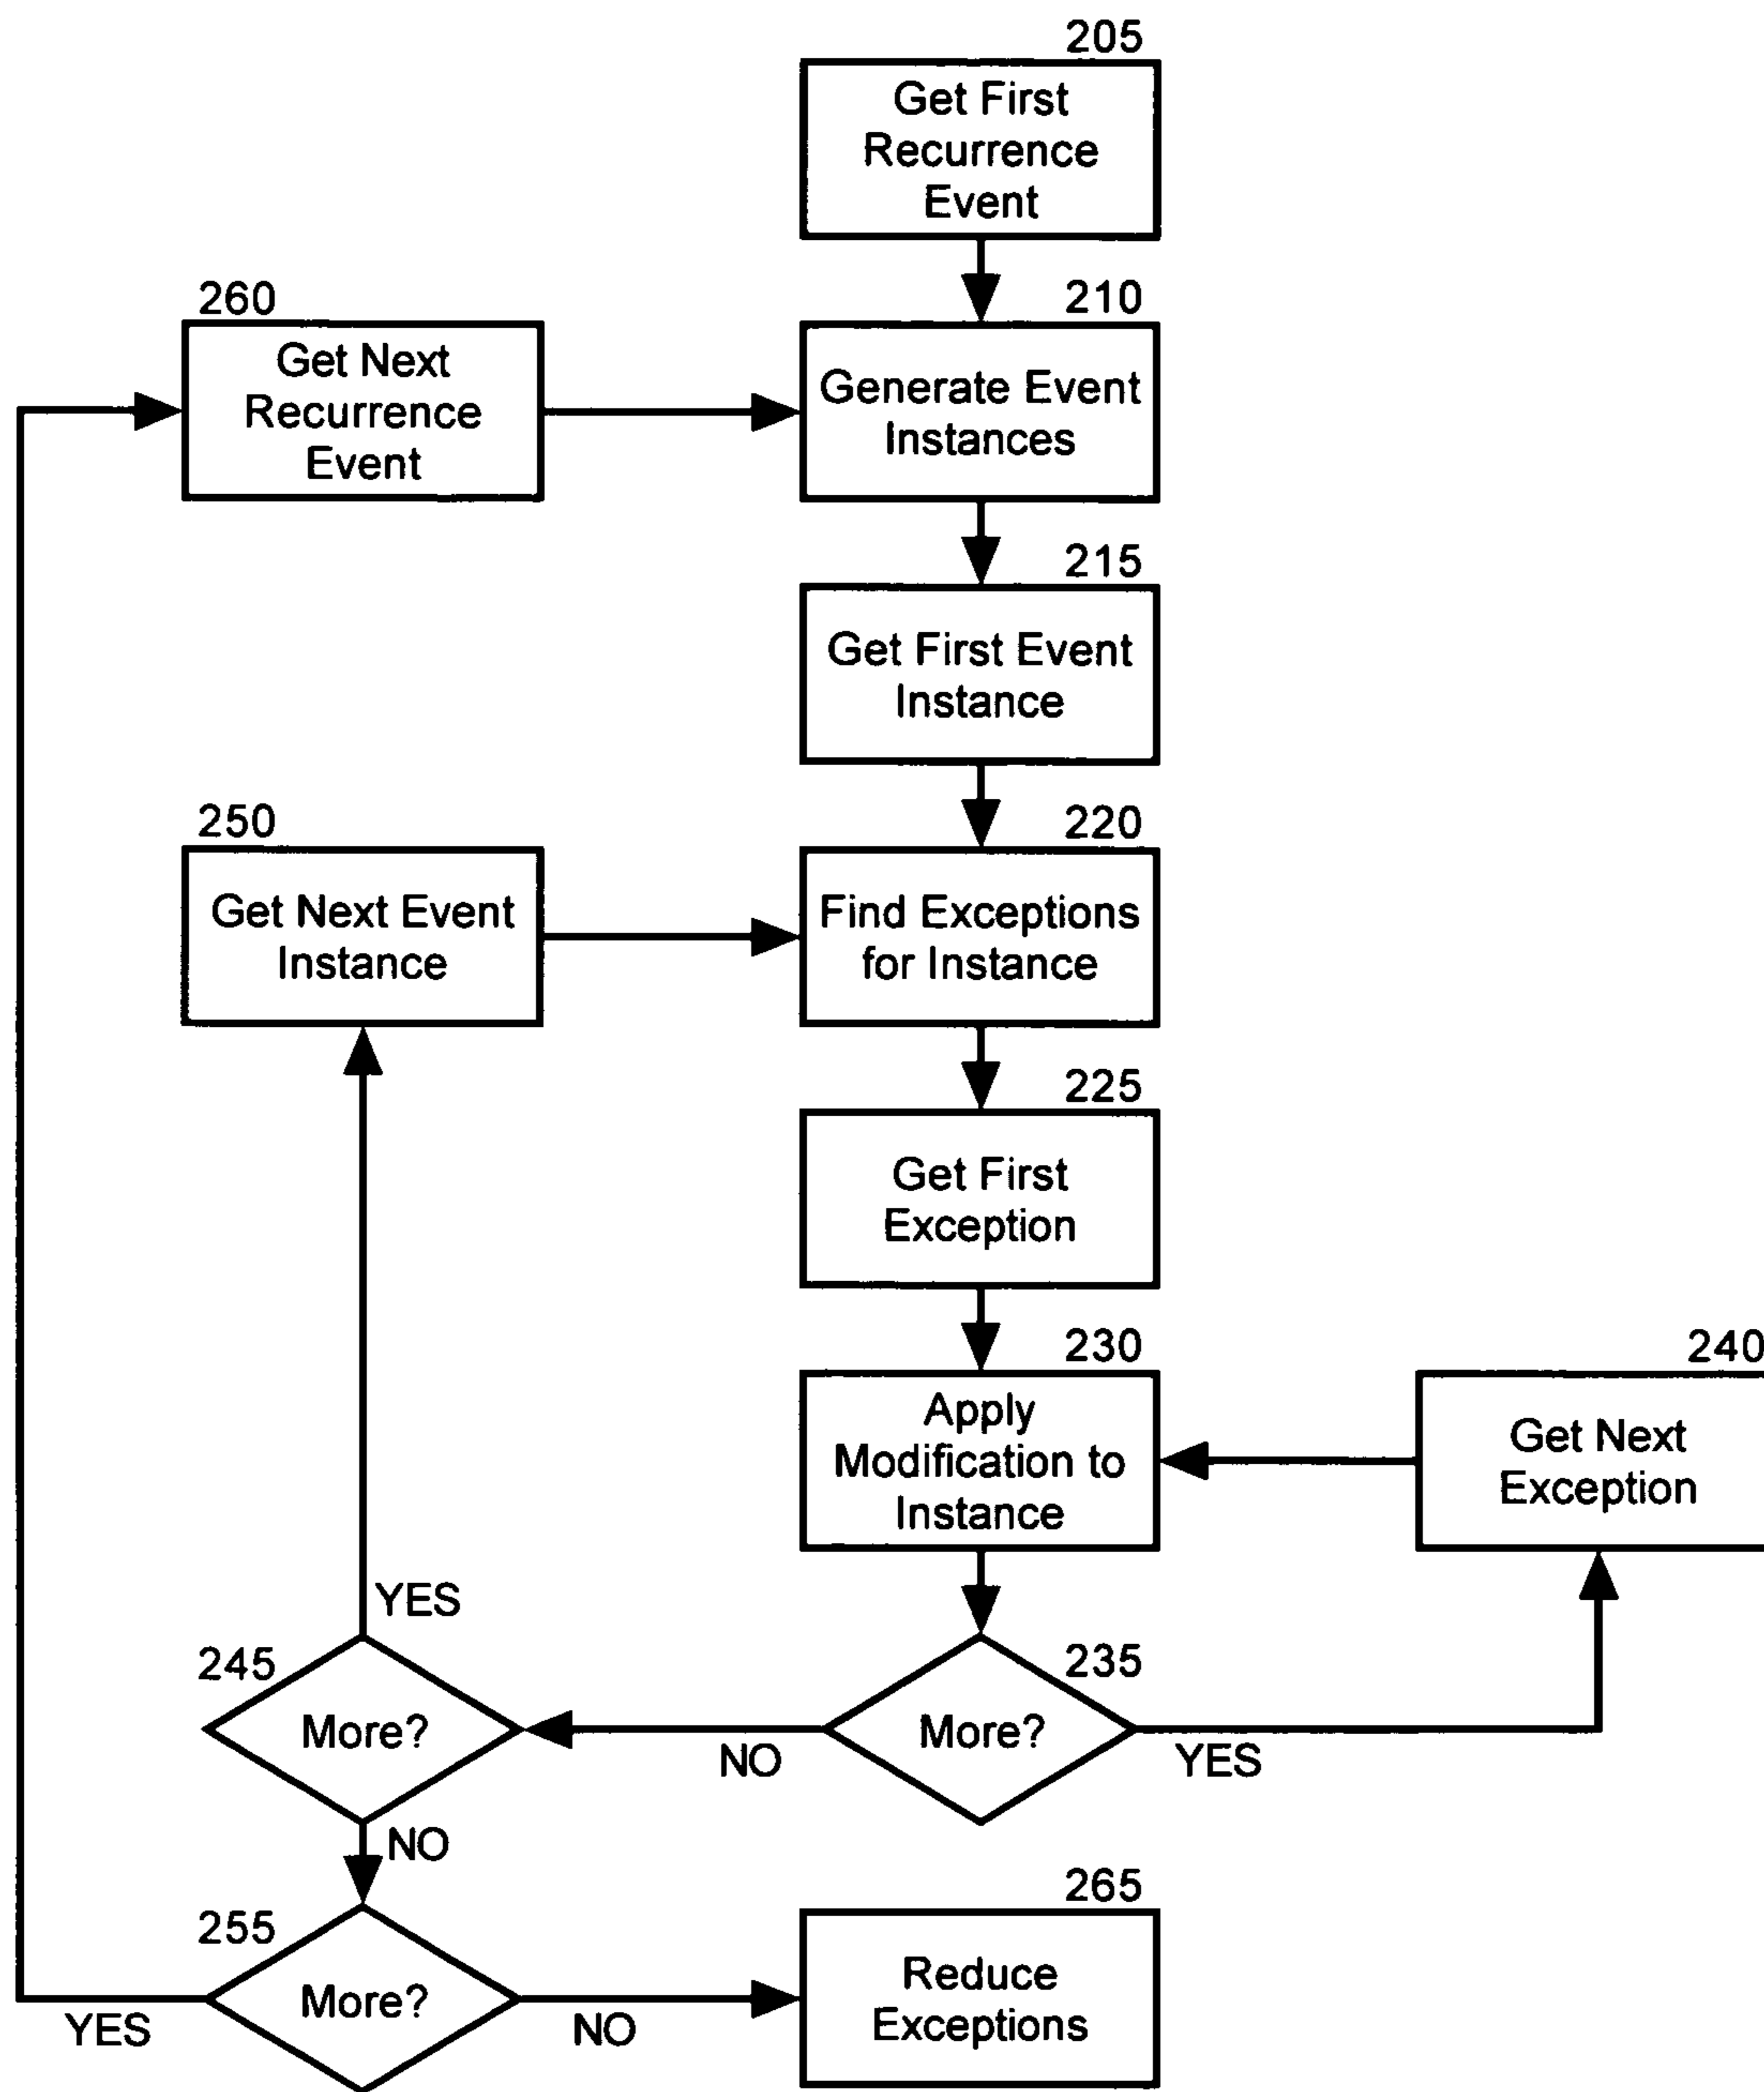 205
Get First
Recurrence
Event
260
Get Next
Recurrence
Event
210
Generate Event
Instances
215
Get First Event
Instance
250
Get Next Event
Instance
220
Find Exceptions
for Instance
225
Get First
Exception
230
Apply
Modification to
Instance
240
Get Next
Exception
YES
245
More?
NO
235
More?
YES
NO
255
More?
YES
NO
265
Reduce
Exceptions